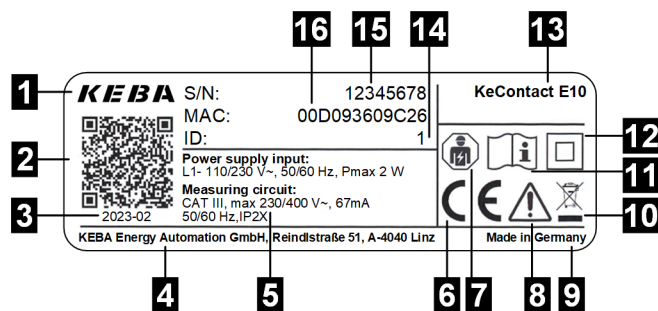 16 15 14 13
1 KEBA S/N: 12345678 KeContact E10
MAC: 00D093609C26
ID: 1
12
2 Power supply input:
L1- 110/230 V~, 50/60 Hz, Pmax 2 W
11
Measuring circuit:
CAT III, max 230/400 V~, 67mA
3 2023-02 50/60 Hz,IP2X CE 10
KEBA Energy Automation GmbH, Reindlstraße 51, A-4040 Linz Made in Germany
4 5 6 7 8 9